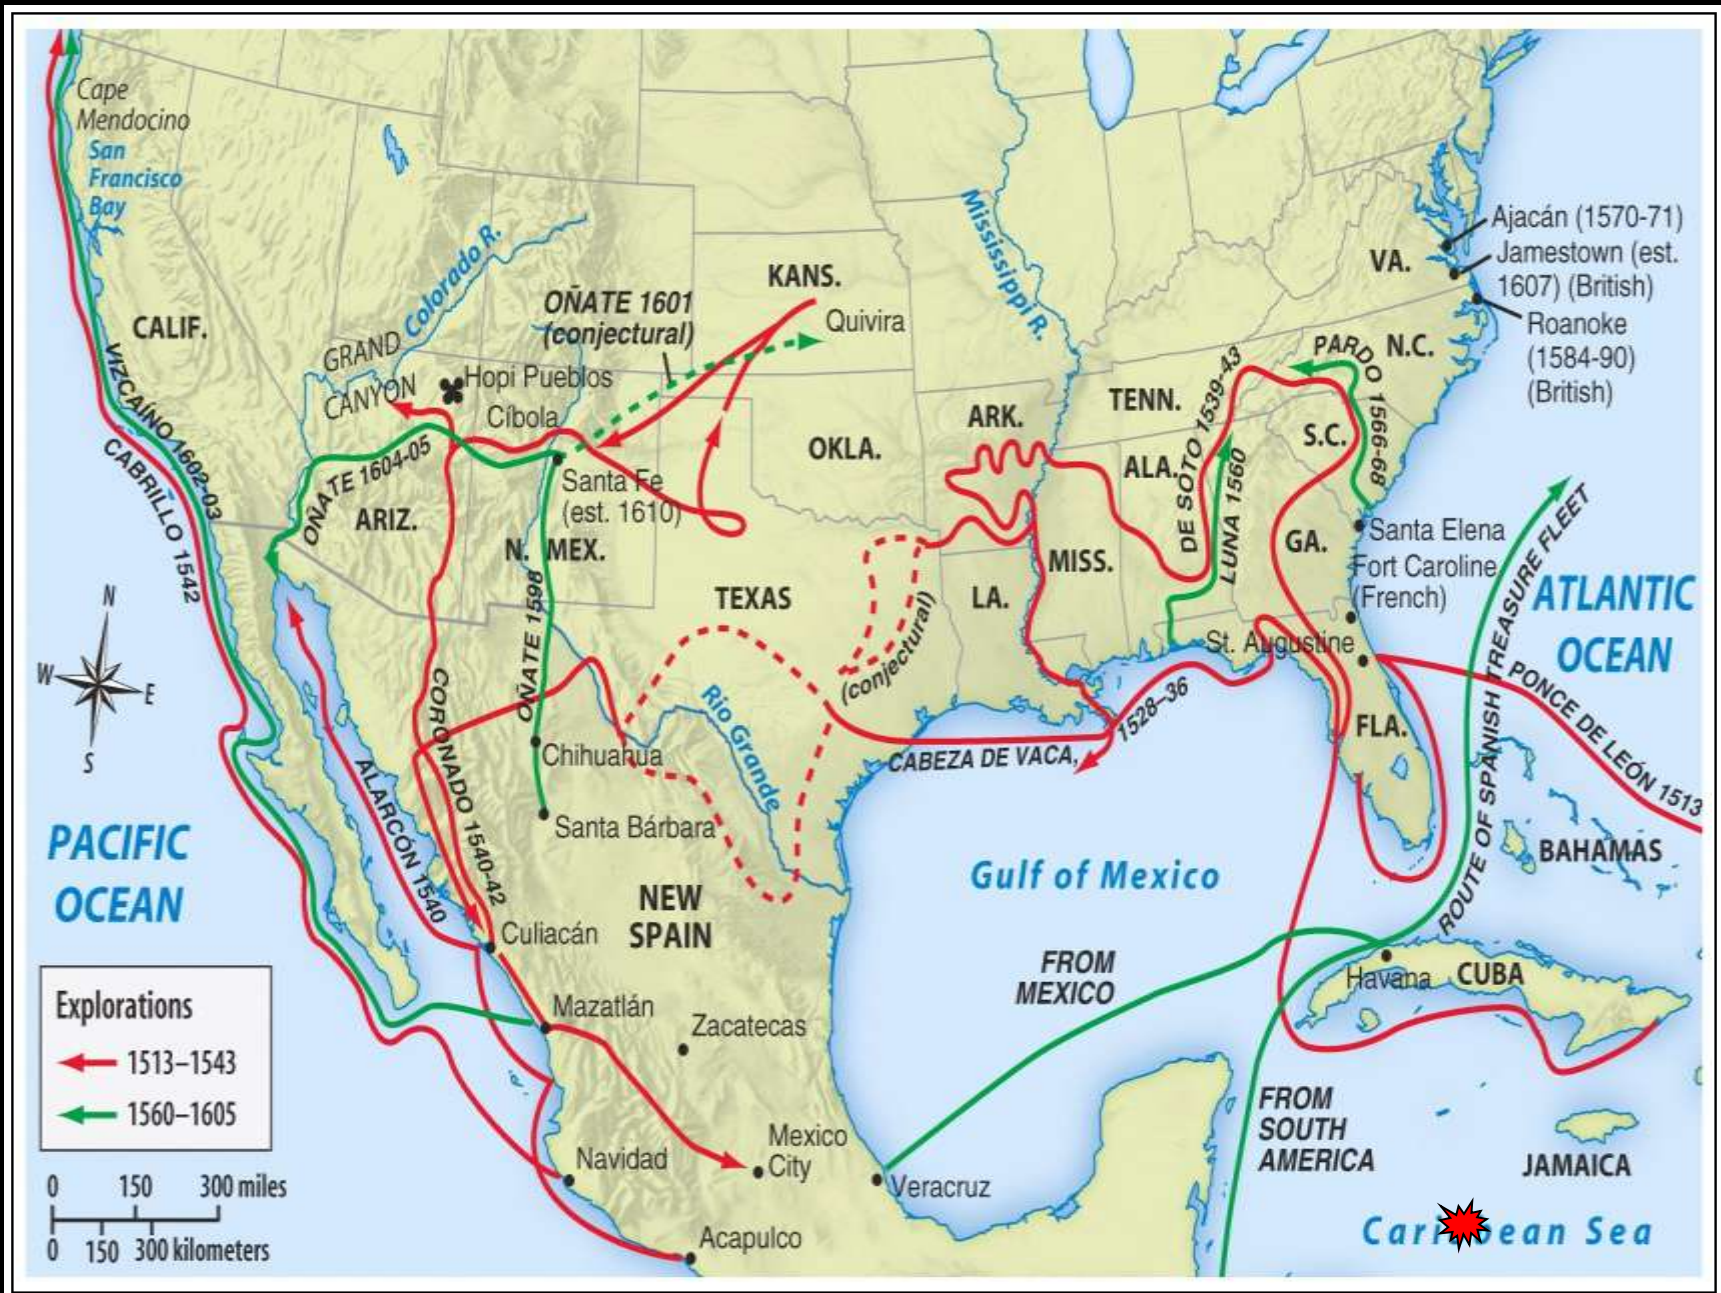 Cape
Mendocino
San
Francisco
Bay
CALIF.
VIZCAÍNO 1602-03
CABRILLO 1542
GRAND
CANYON
Colorado R.
Hopi Pueblos
Cíbola
OÑATE 1601
(conjectural)
KANS.
Quivira
Mississippi R.
VA.
Ajacán (1570-71)
Jamestown (est.
1607) (British)
Roanoke
(1584-90)
(British)
PARDO 1566-68
N.C.
TENN.
ARK.
OKLA.
ALA.
S.C.
DE SOTO 1539-43
LUNA 1560
OÑATE 1604-05
ARIZ.
Santa Fe
(est. 1610)
N. MEX.
OÑATE 1598
TEXAS
LA.
MISS.
GA.
Santa Elena
Fort Caroline
(French)
St. Augustine
FLA.
(conjectural)
ATLANTIC
OCEAN
ROUTE OF SPANISH TREASURE FLEET
PONCE DE LEÓN 1513
N
W
E
S
CORONADO 1540-42
ALARCÓN 1540
Rio Grande
CABEZA DE VACA,
1528–36
Chihuahua
Santa Bárbara
PACIFIC
OCEAN
NEW
SPAIN
Gulf of Mexico
BAHAMAS
Culiacán
FROM
MEXICO
Havana
CUBA
Mazatlán
Zacatecas
Explorations
1513–1543
1560–1605
FROM
SOUTH
AMERICA
Mexico
City
Navidad
Veracruz
JAMAICA
Acapulco
Sea
0 150 300 miles
0 150 300 kilometers